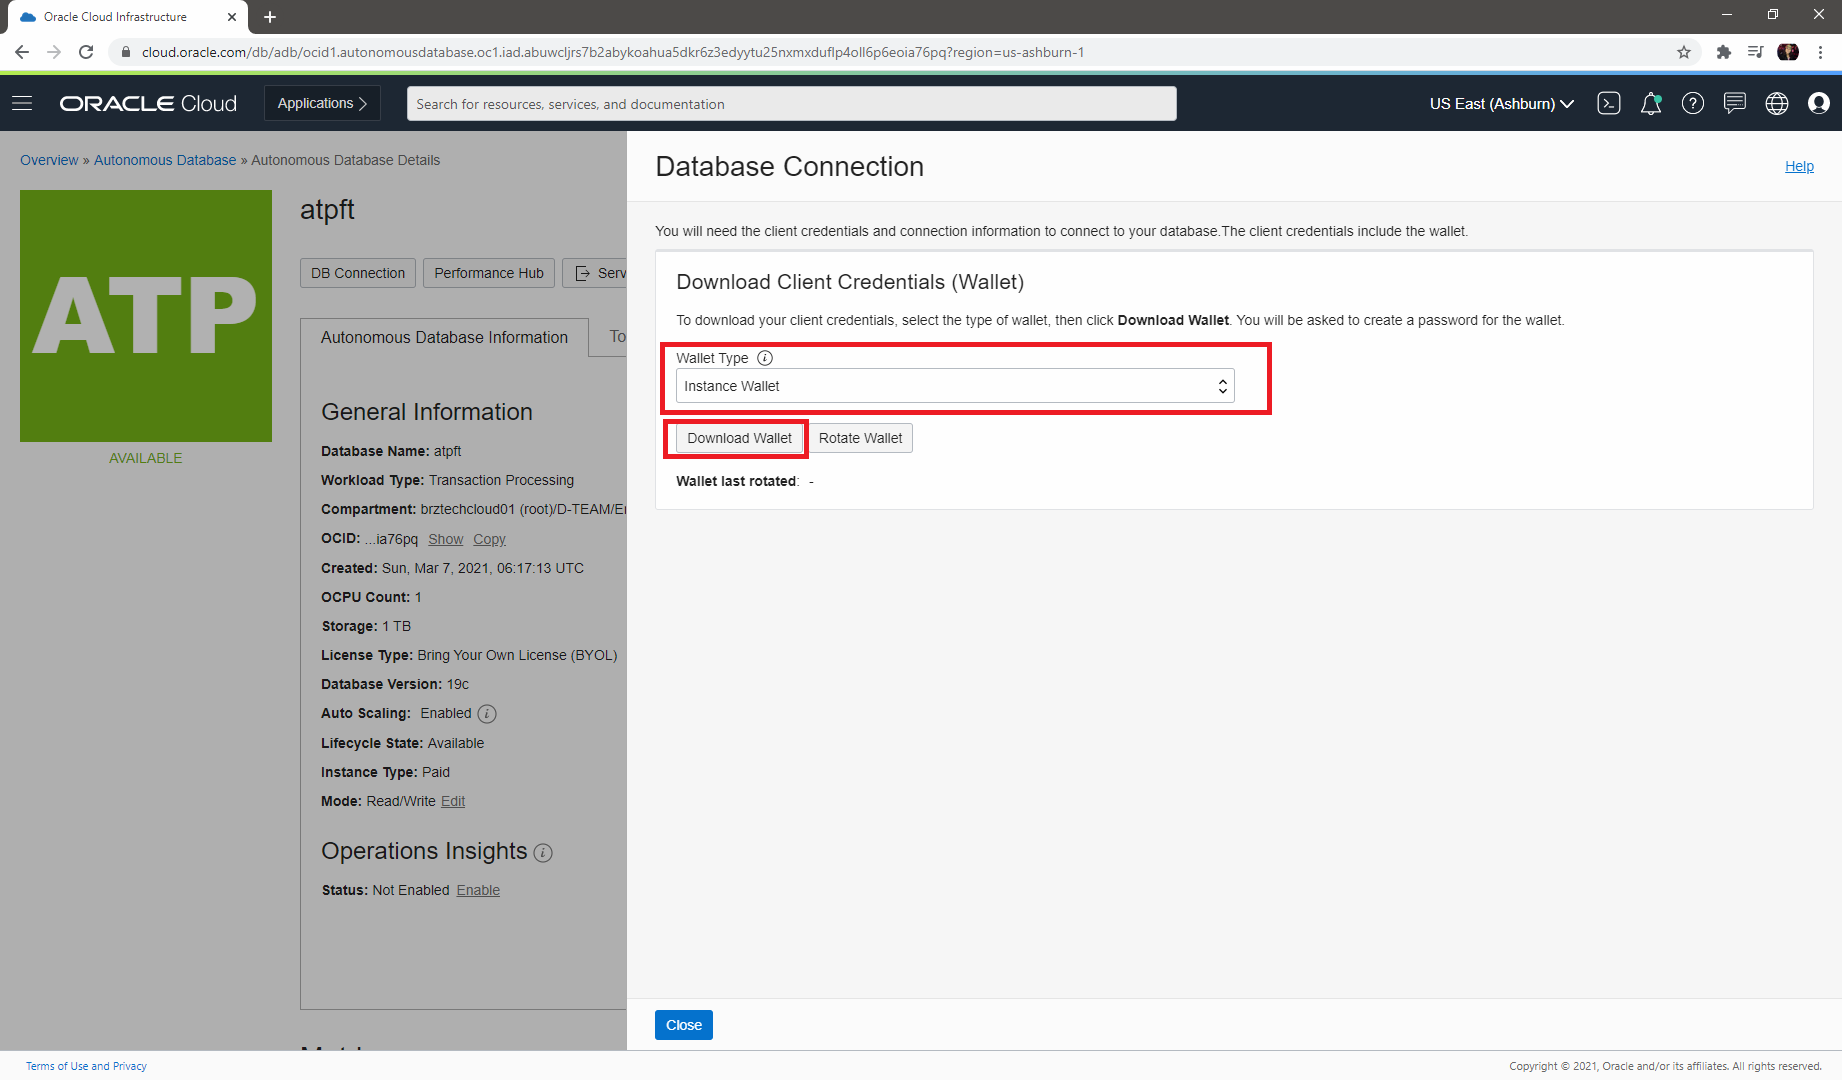 Oracle Cloud Infrastructure
cloud.oracle.com/db/adb/ocid1.autonomousdatabase.oc1.iad.abuwcljrs7b2abykoahua5dkr6z3edyytu25nxmxduflp4oll6p6eoia76pq?region=us-ashburn-1
ORACLE Cloud
Applications
Search for resources, services, and documentation
US East (Ashburn)
Overview » Autonomous Database » Autonomous Database Details
ATP
AVAILABLE
atpft
DB Connection
Performance Hub
Serv
Autonomous Database Information
To
General Information
Database Name: atpft
Workload Type: Transaction Processing
Compartment: brztechcloud01 (root)/D-TEAM/Er
OCID: ...ia76pq Show Copy
Created: Sun, Mar 7, 2021, 06:17:13 UTC
OCPU Count: 1
Storage: 1 TB
License Type: Bring Your Own License (BYOL)
Database Version: 19c
Auto Scaling: Enabled
Lifecycle State: Available
Instance Type: Paid
Mode: Read/Write Edit
Operations Insights
Status: Not Enabled Enable
Database Connection
Help
You will need the client credentials and connection information to connect to your database.The client credentials include the wallet.
Download Client Credentials (Wallet)
To download your client credentials, select the type of wallet, then click Download Wallet. You will be asked to create a password for the wallet.
Wallet Type
Instance Wallet
Download Wallet
Rotate Wallet
Wallet last rotated: -
Close
Terms of Use and Privacy
Copyright © 2021, Oracle and/or its affiliates. All rights reserved.